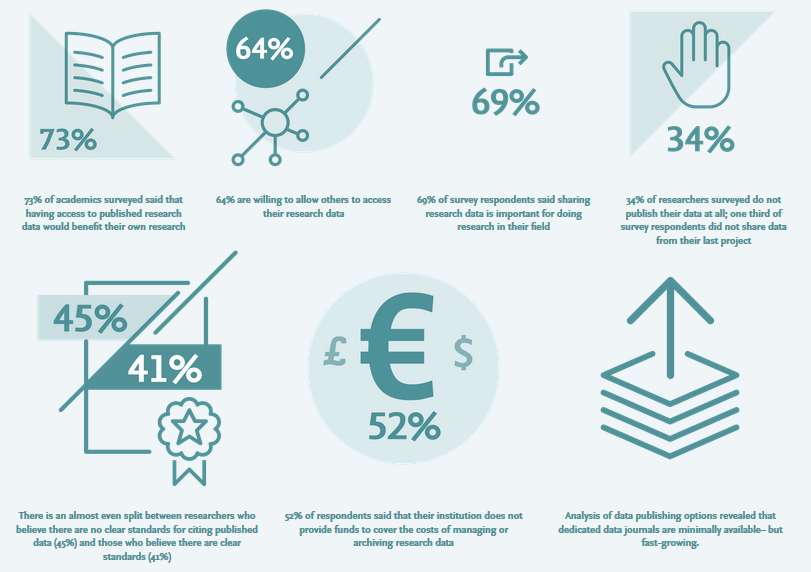 73%
64%
69%
34%
73% of academics surveyed said that
having access to published research
data would benefit their own research
64% are willing to allow others to access
their research data
69% of survey respondents said sharing
research data is important for doing
research in their field
34% of researchers surveyed do not
publish their data at all; one third of
survey respondents did not share data
from their last project
45%
41%
£ € $
52%
There is an almost even split between researchers who
believe there are no clear standards for citing published
data (45%) and those who believe there are clear
standards (41%)
52% of respondents said that their institution does not
provide funds to cover the costs of managing or
archiving research data
Analysis of data publishing options revealed that
dedicated data journals are minimally available– but
fast-growing.